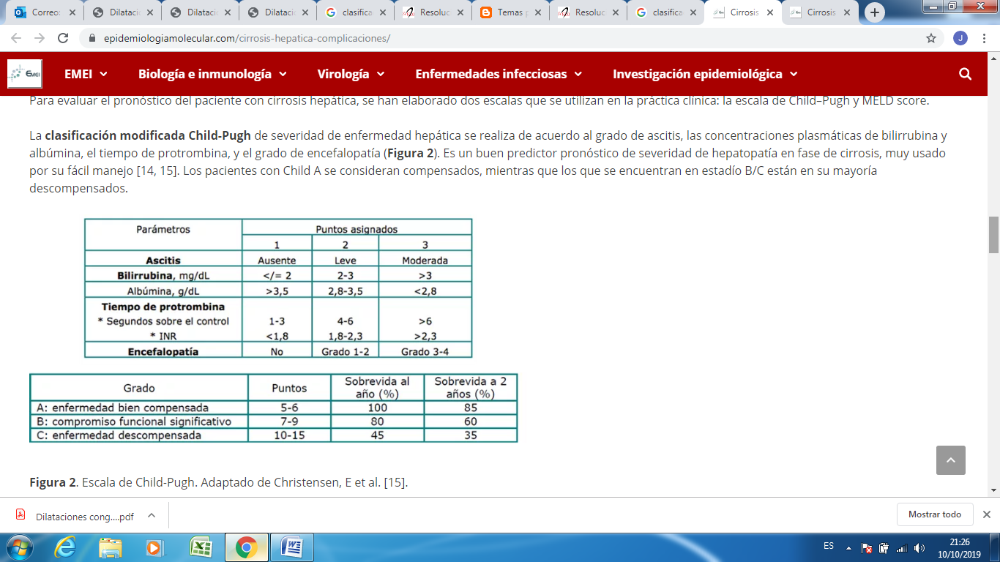 Correo:
Dilataci
Dilataci
Dilataci
clasifica
Resoluc
Temas p
Resoluc
clasifica
Cirrosis
Cirrosis
epidemiologiamolecular.com/cirrosis-hepatica-complicaciones/
J
EMEI
EMEI
Biología e inmunología
Virología
Enfermedades infecciosas
Investigación epidemiológica
Para evaluar el pronóstico del paciente con cirrosis hepática, se han elaborado dos escalas que se utilizan en la práctica clínica: la escala de Child–Pugh y MELD score.
La clasificación modificada Child-Pugh de severidad de enfermedad hepática se realiza de acuerdo al grado de ascitis, las concentraciones plasmáticas de bilirrubina y
albúmina, el tiempo de protrombina, y el grado de encefalopatía (Figura 2). Es un buen predictor pronóstico de severidad de hepatopatía en fase de cirrosis, muy usado
por su fácil manejo [14, 15]. Los pacientes con Child A se consideran compensados, mientras que los que se encuentran en estadío B/C están en su mayoría
descompensados.
Parámetros Puntos asignados
1 2 3
Ascitis Ausente Leve Moderada
Bilirrubina, mg/dL </= 2 2-3 >3
Albúmina, g/dL >3,5 2,8-3,5 <2,8
Tiempo de protrombina
* Segundos sobre el control 1-3 4-6 >6
* INR <1,8 1,8-2,3 >2,3
Encefalopatía No Grado 1-2 Grado 3-4
Grado Puntos Sobrevida al año (%) Sobrevida a 2 años (%)
A: enfermedad bien compensada 5-6 100 85
B: compromiso funcional significativo 7-9 80 60
C: enfermedad descompensada 10-15 45 35
Figura 2. Escala de Child-Pugh. Adaptado de Christensen, E et al. [15].
Dilataciones cong....pdf
Mostrar todo
ES
21:26
10/10/2019